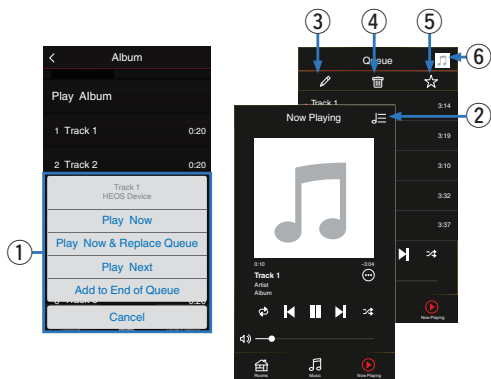 ③
④
⑤
⑥
②
①
Album
Play Album
1 Track 1 0:20
2 Track 2 0:20
Track 1
HEOS Device
Play Now
Play Now & Replace Queue
Play Next
Add to End of Queue
Cancel
Queue
Track 1 3:14
3:19
3:10
3:32
3:37
Now Playing
Now Playing
0:10 -3:04
Track 1
Artist
Album
Rooms Music Now Playing